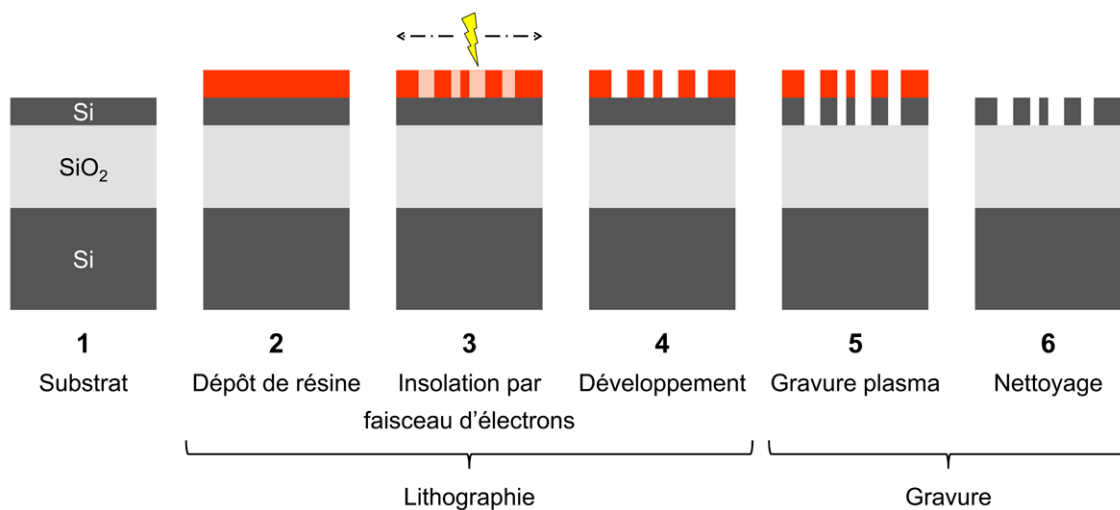 Si
SiO₂
Si
1
Substrat
2
Dépôt de résine
3
Insolation par
faisceau d'électrons
4
Développement
5
Gravure plasma
6
Nettoyage
Lithographie
Gravure